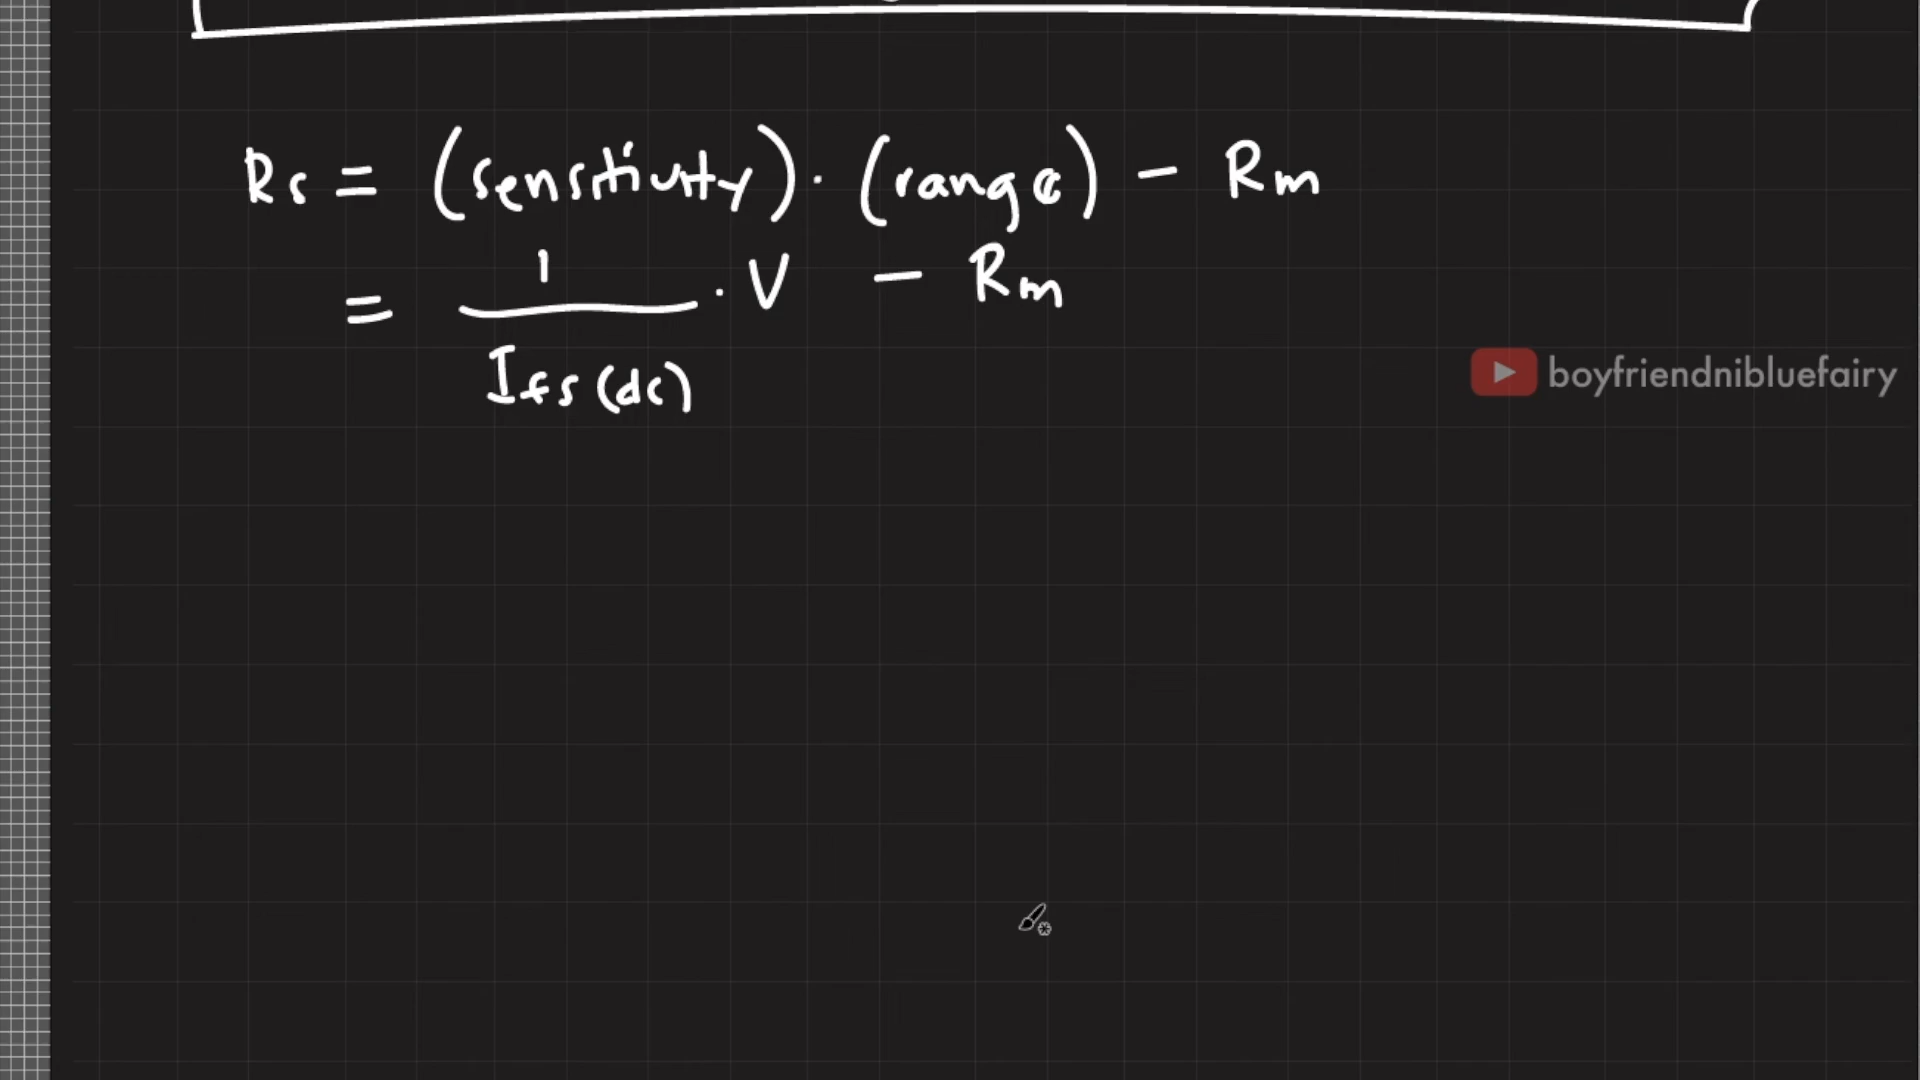 Rs = (sensitivity) · (range) - Rm
= 1 / Ifs(dc) · V - Rm
boyfriendnibluefairy